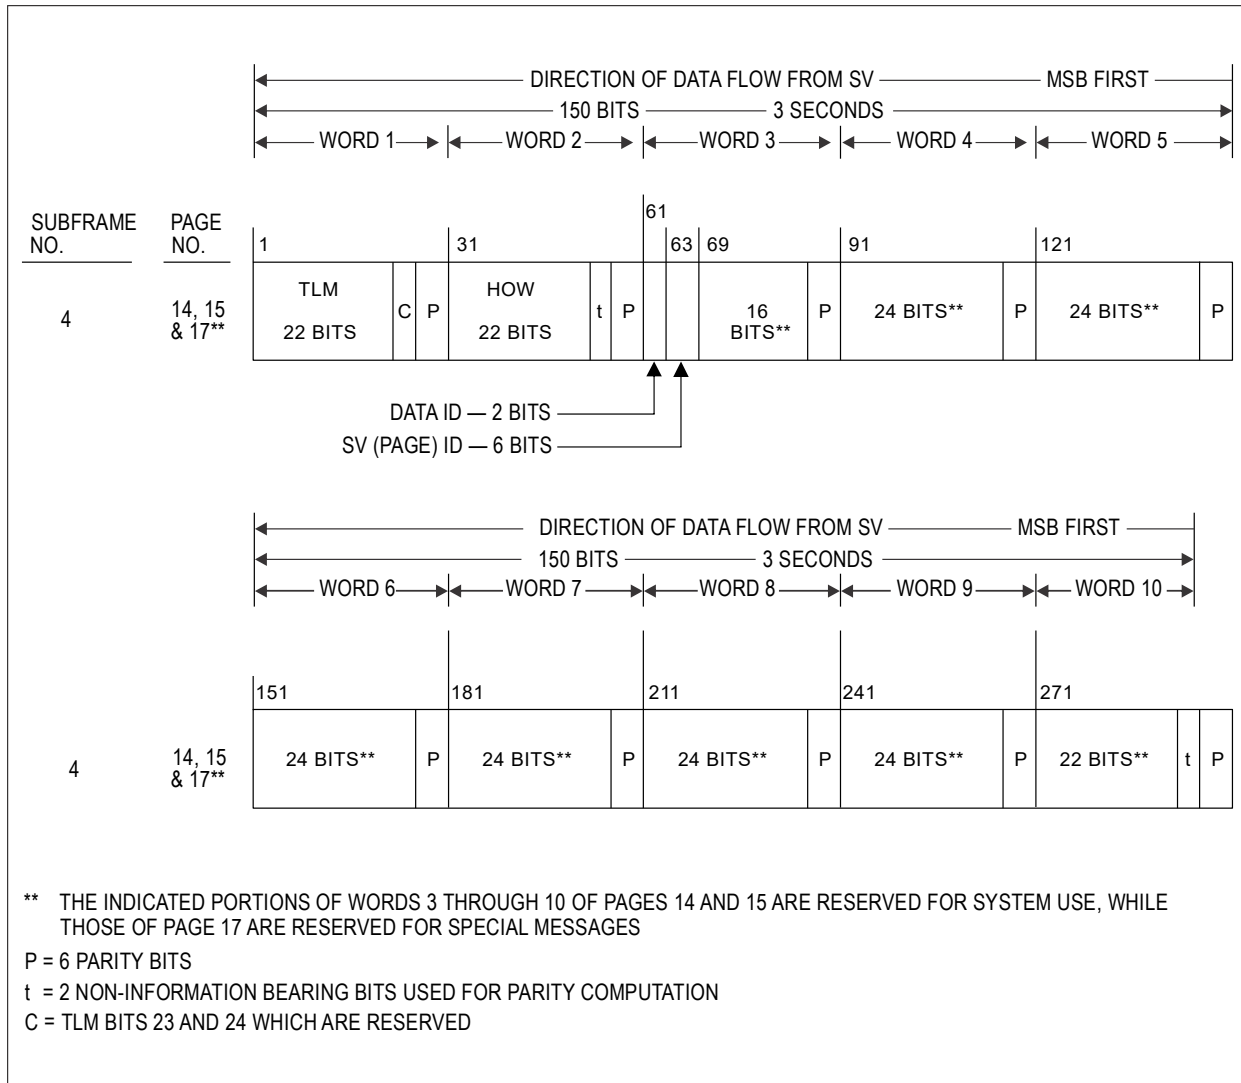 DIRECTION OF DATA FLOW FROM SV MSB FIRST
150 BITS 3 SECONDS
WORD 1 WORD 2 WORD 3 WORD 4 WORD 5
SUBFRAME NO. PAGE NO.
1 31 61 63 69 91 121
4 14, 15 & 17** TLM 22 BITS C P HOW 22 BITS t P 16 BITS** P 24 BITS** P 24 BITS** P
DATA ID — 2 BITS
SV (PAGE) ID — 6 BITS
DIRECTION OF DATA FLOW FROM SV MSB FIRST
150 BITS 3 SECONDS
WORD 6 WORD 7 WORD 8 WORD 9 WORD 10
151 181 211 241 271
4 14, 15 & 17** 24 BITS** P 24 BITS** P 24 BITS** P 24 BITS** P 22 BITS** t P
** THE INDICATED PORTIONS OF WORDS 3 THROUGH 10 OF PAGES 14 AND 15 ARE RESERVED FOR SYSTEM USE, WHILE
THOSE OF PAGE 17 ARE RESERVED FOR SPECIAL MESSAGES
P = 6 PARITY BITS
t = 2 NON-INFORMATION BEARING BITS USED FOR PARITY COMPUTATION
C = TLM BITS 23 AND 24 WHICH ARE RESERVED